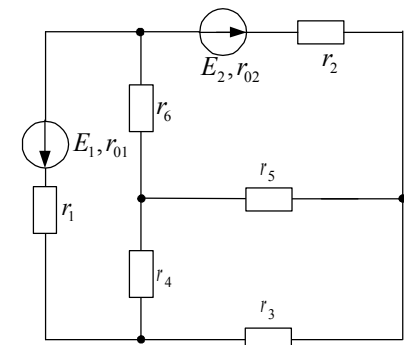 E₂, r₀₂
r₂
r₆
E₁, r₀₁
r₅
r₁
r₄
r₃